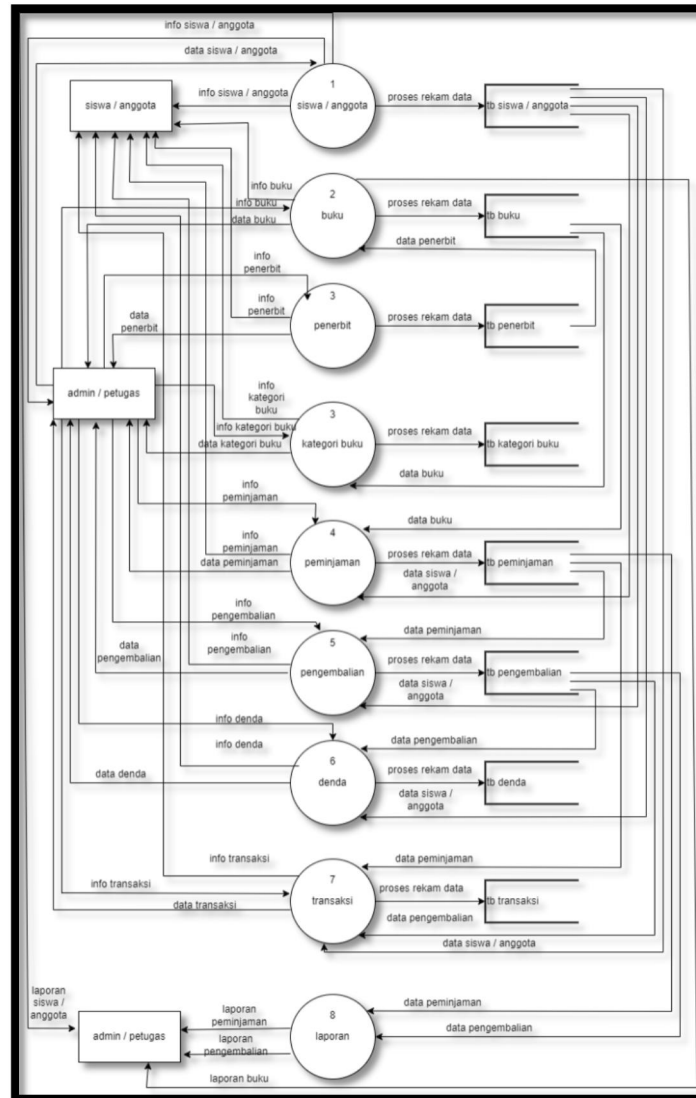 info siswa / anggota
data siswa / anggota
siswa / anggota
info siswa / anggota
1
siswa / anggota
proses rekam data
tb siswa / anggota
info buku
info buku
data buku
2
buku
proses rekam data
tb buku
data penerbit
info
penerbit
info
penerbit
data
penerbit
3
penerbit
proses rekam data
tb penerbit
admin / petugas
info
kategori
buku
info kategori buku
data kategori buku
3
kategori buku
proses rekam data
tb kategori buku
data buku
info
peminjaman
data buku
info
peminjaman
data peminjaman
4
peminjaman
proses rekam data
tb peminjaman
data siswa /
anggota
info
pengembalian
data peminjaman
data
pengembalian
info
pengembalian
5
pengembalian
proses rekam data
tb pengembalian
data siswa /
anggota
info denda
info denda
data pengembalian
data denda
6
denda
proses rekam data
tb denda
data siswa /
anggota
info transaksi
data peminjaman
info transaksi
data transaksi
7
transaksi
proses rekam data
tb transaksi
data pengembalian
data siswa / anggota
laporan
siswa /
anggota
admin / petugas
laporan
peminjaman
laporan
pengembalian
8
laporan
data peminjaman
data pengembalian
laporan buku